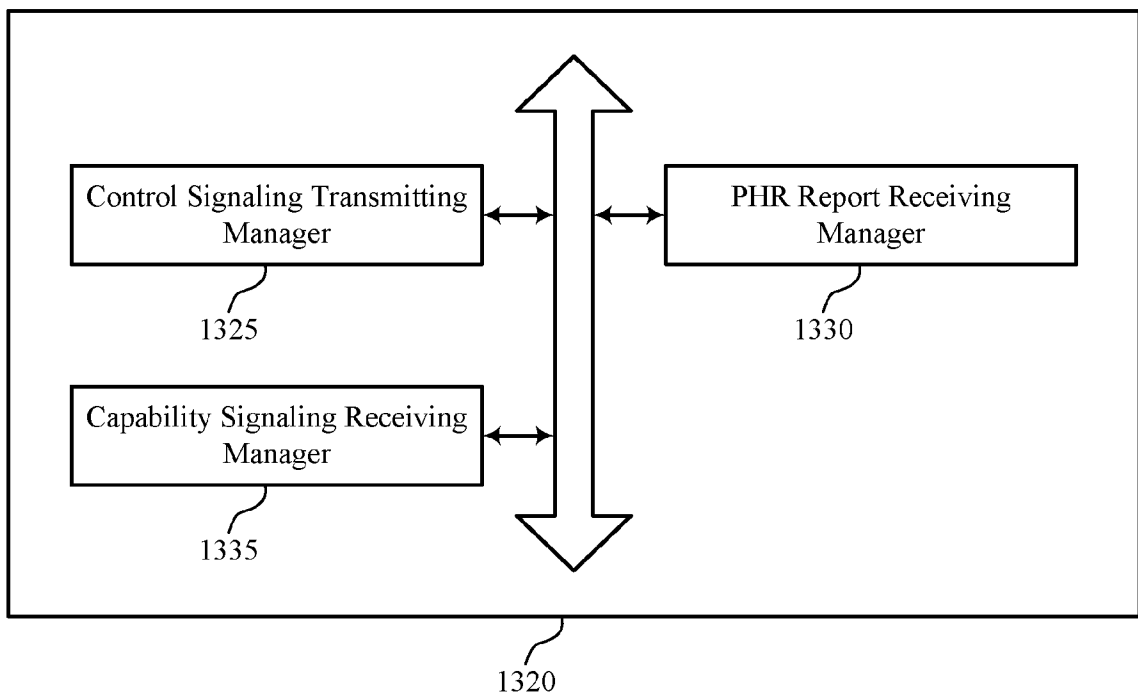 Control Signaling Transmitting
Manager
1325
PHR Report Receiving
Manager
1330
Capability Signaling Receiving
Manager
1335
1320